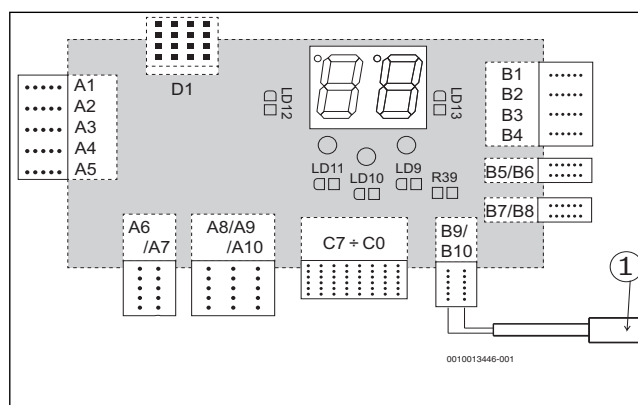 D1
A1
A2
A3
A4
A5
LD12
LD13
B1
B2
B3
B4
LD11
LD10
LD9
R39
B5/B6
B7/B8
A6
/A7
A8/A9
/A10
C7 ÷ C0
B9/
B10
1
0010013446-001